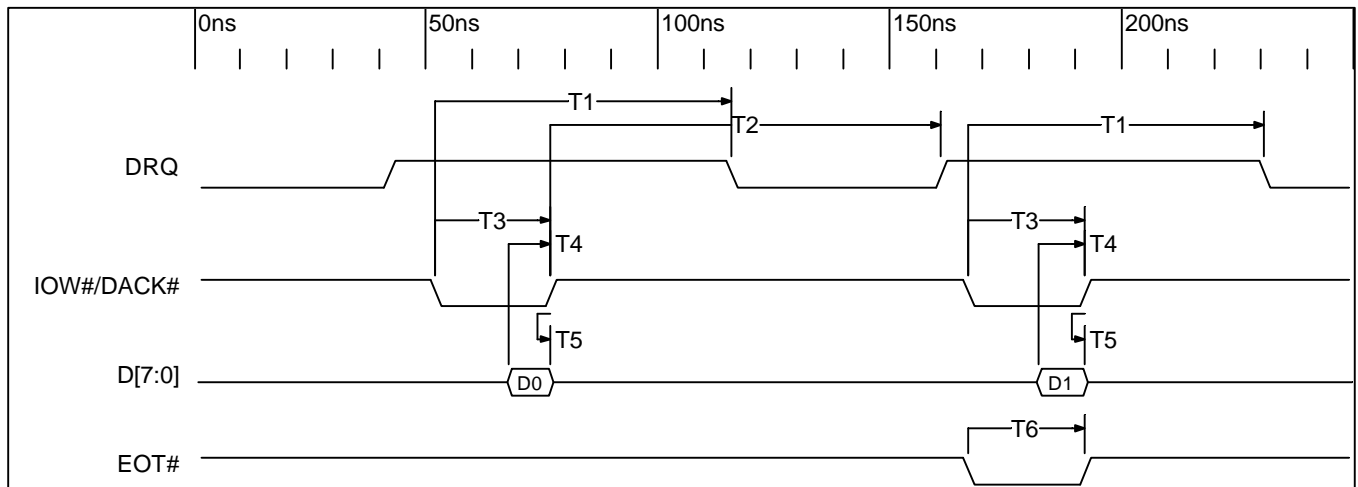 0ns 50ns 100ns 150ns 200ns
T1
T2 T1
DRQ
T3 T3
T4 T4
IOW#/DACK#
T5 T5
D[7:0]
D0 D1
T6
EOT#